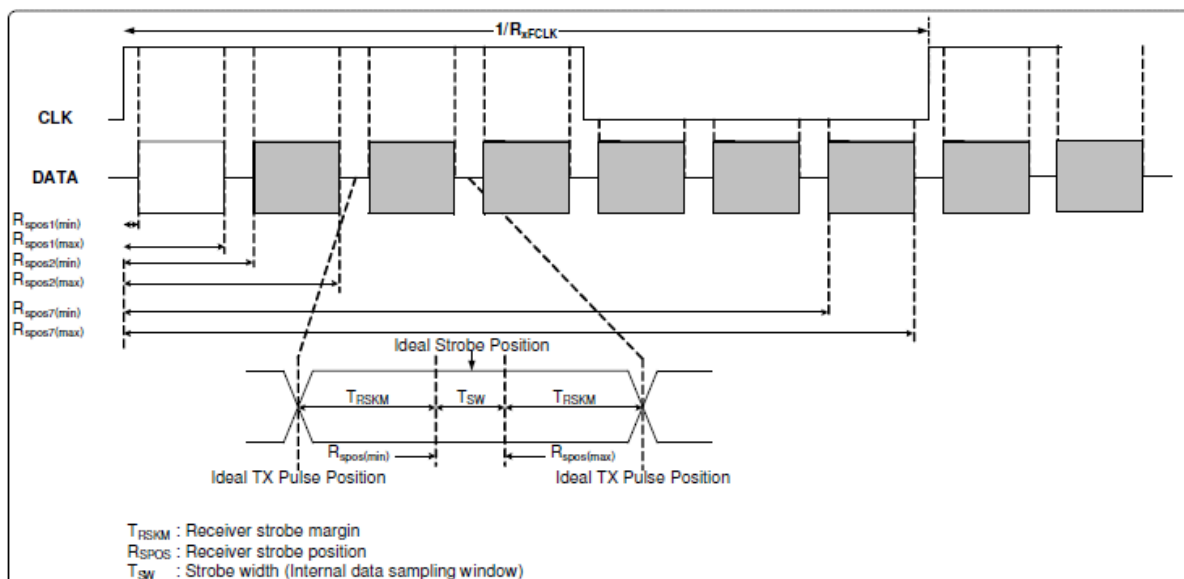 1/RxFCLK
CLK
DATA
Rspos1(min)
Rspos1(max)
Rspos2(min)
Rspos2(max)
Rspos7(min)
Rspos7(max)
Ideal Strobe Position
TRSKM TSW TRSKM
Rspos(min) Rspos(max)
Ideal TX Pulse Position Ideal TX Pulse Position
TRSKM : Receiver strobe margin
RSPOS : Receiver strobe position
TSW : Strobe width (Internal data sampling window)